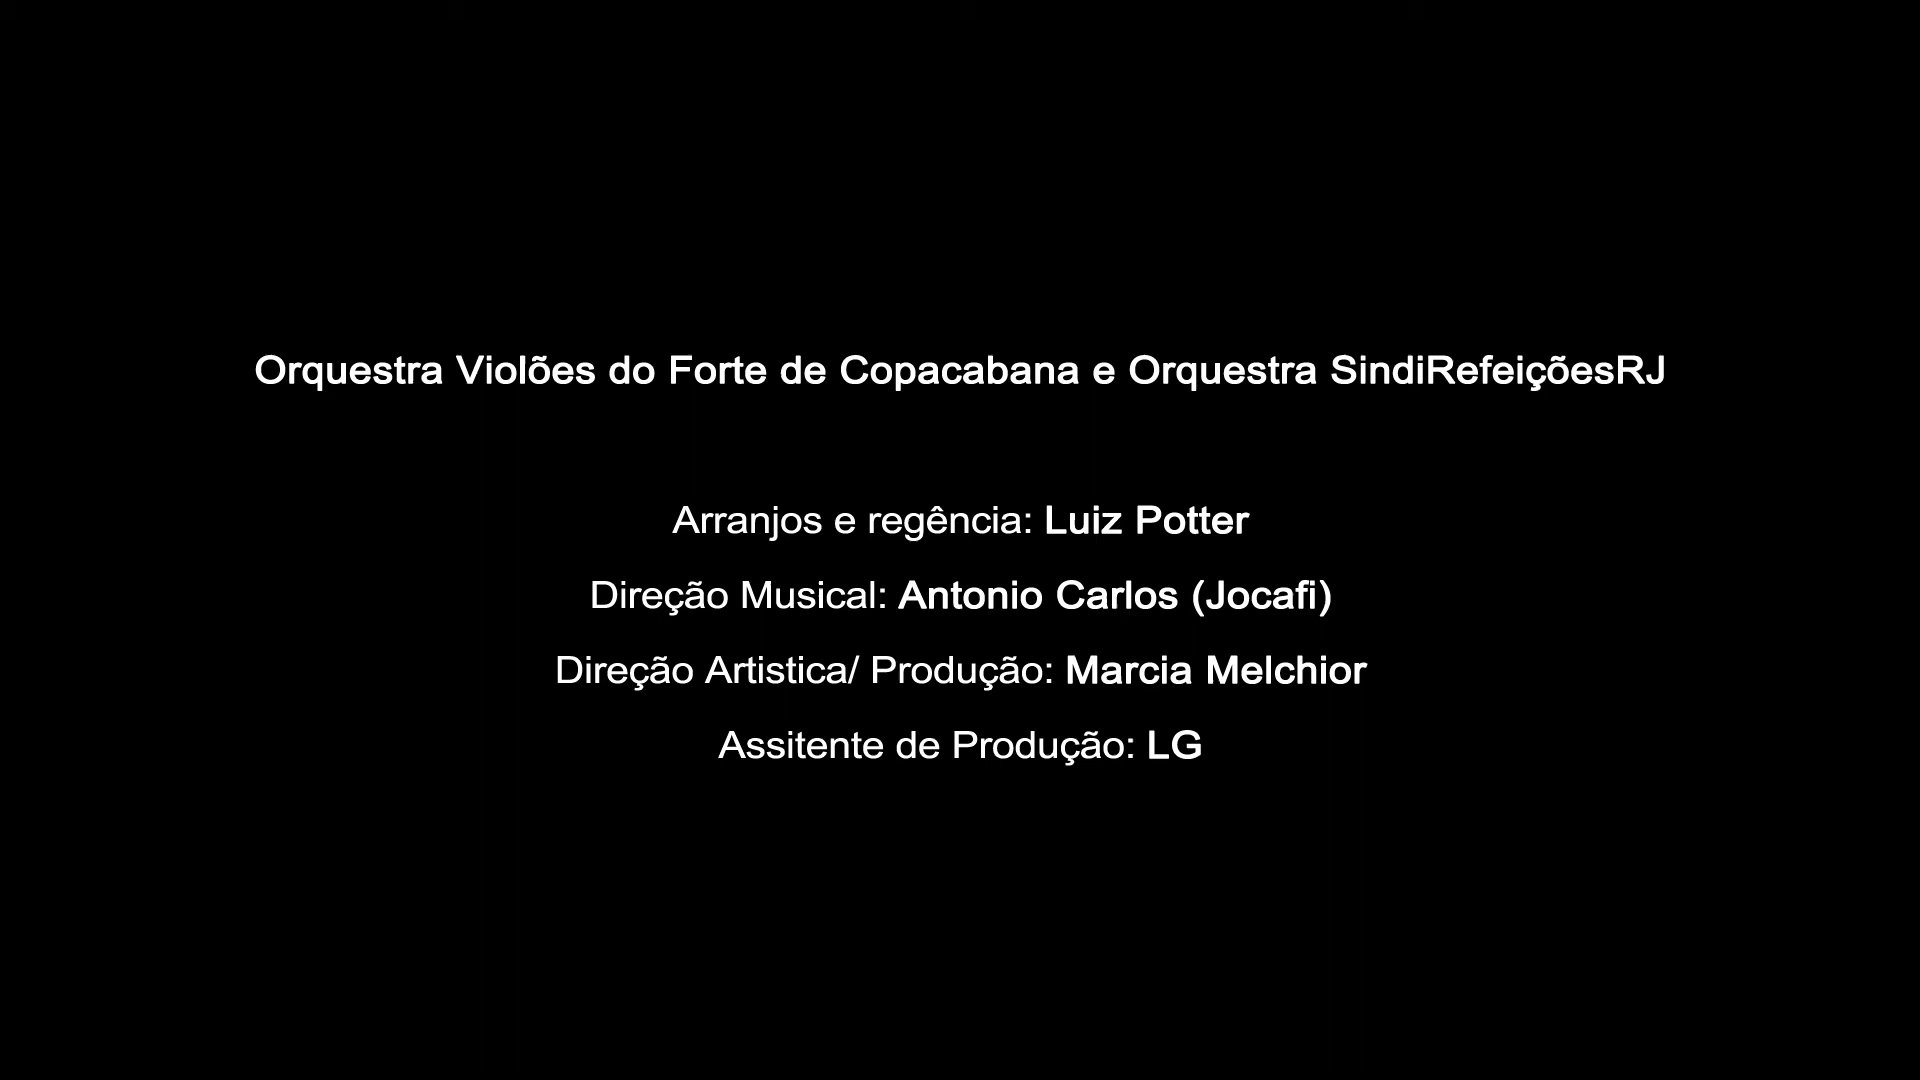 Orquestra Violões do Forte de Copacabana e Orquestra SindiRefeiçõesRJ
Arranjos e regência: Luiz Potter
Direção Musical: Antonio Carlos (Jocafi)
Direção Artistica/ Produção: Marcia Melchior
Assitente de Produção: LG